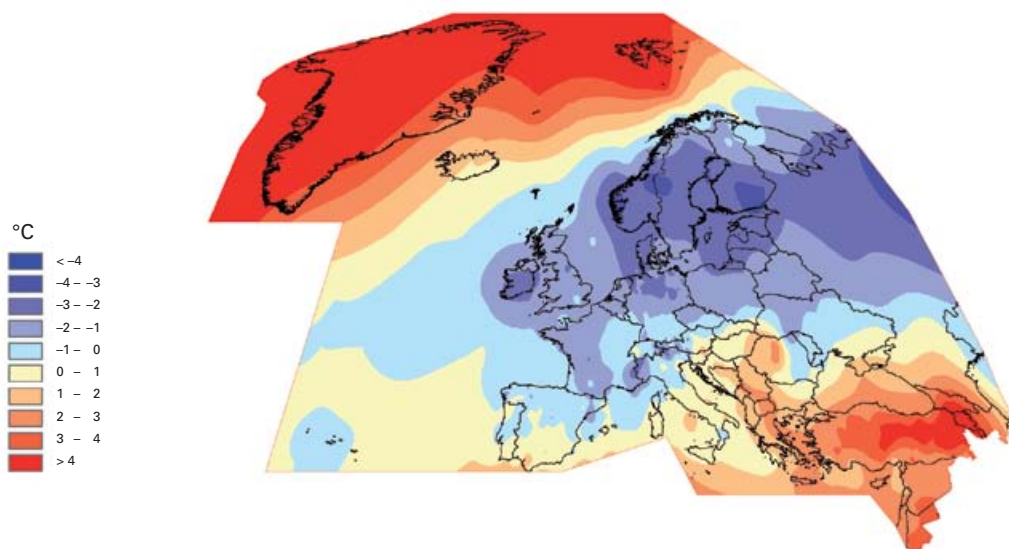 °C
< –4
–4 – –3
–3 – –2
–2 – –1
–1 – 0
0 – 1
1 – 2
2 – 3
3 – 4
> 4